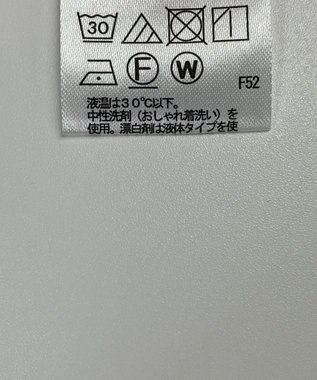 30
F W
F52
液温は30℃以下。
中性洗剤（おしゃれ着洗い）を
使用。漂白剤は液体タイプを使